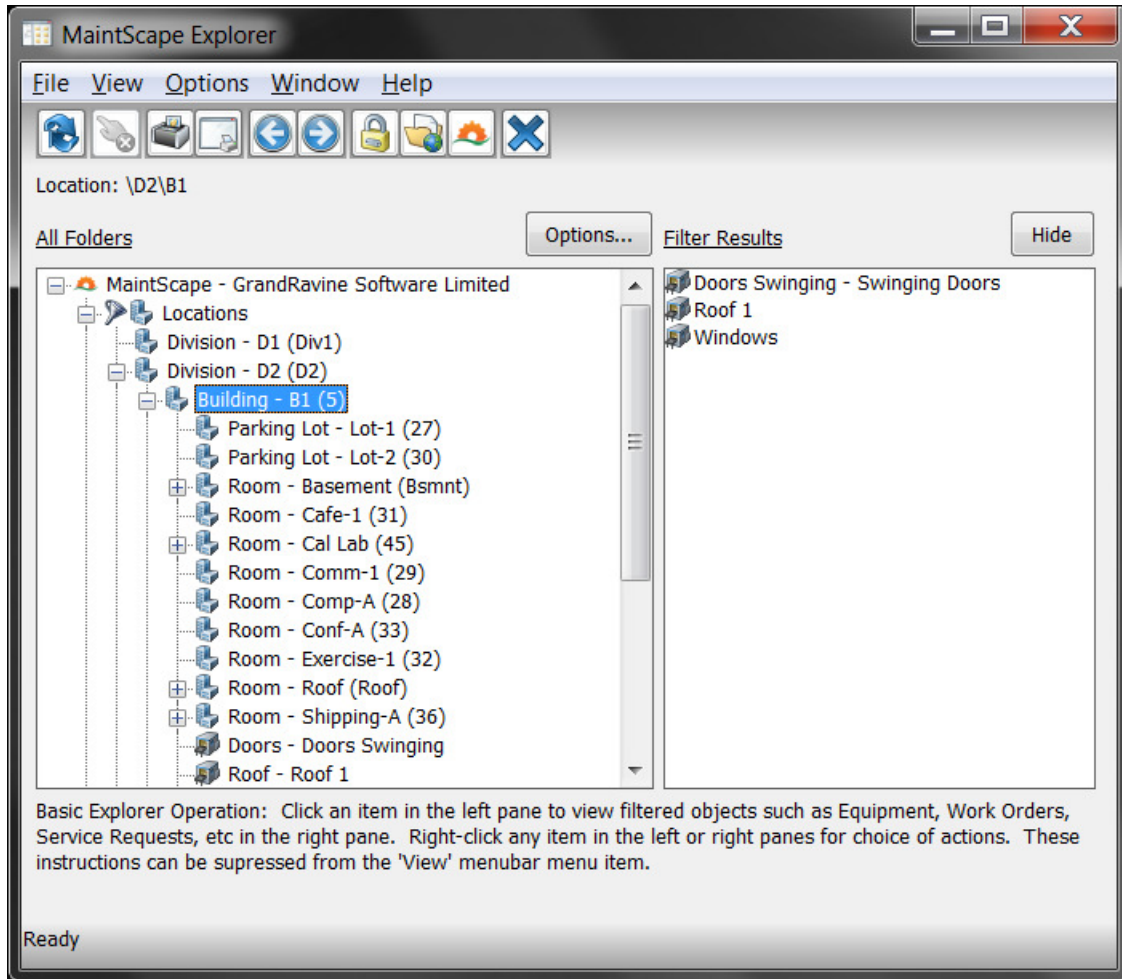 MaintScape Explorer
File View Options Window Help
Location: \D2\B1
All Folders
Options...
Filter Results
Hide
MaintScape - GrandRavine Software Limited
Locations
Division - D1 (Div1)
Division - D2 (D2)
Building - B1 (5)
Parking Lot - Lot-1 (27)
Parking Lot - Lot-2 (30)
Room - Basement (Bsmnt)
Room - Cafe-1 (31)
Room - Cal Lab (45)
Room - Comm-1 (29)
Room - Comp-A (28)
Room - Conf-A (33)
Room - Exercise-1 (32)
Room - Roof (Roof)
Room - Shipping-A (36)
Doors - Doors Swinging
Roof - Roof 1
Doors Swinging - Swinging Doors
Roof 1
Windows
Basic Explorer Operation:  Click an item in the left pane to view filtered objects such as Equipment, Work Orders,
Service Requests, etc in the right pane.  Right-click any item in the left or right panes for choice of actions.  These
instructions can be supressed from the 'View' menubar menu item.
Ready